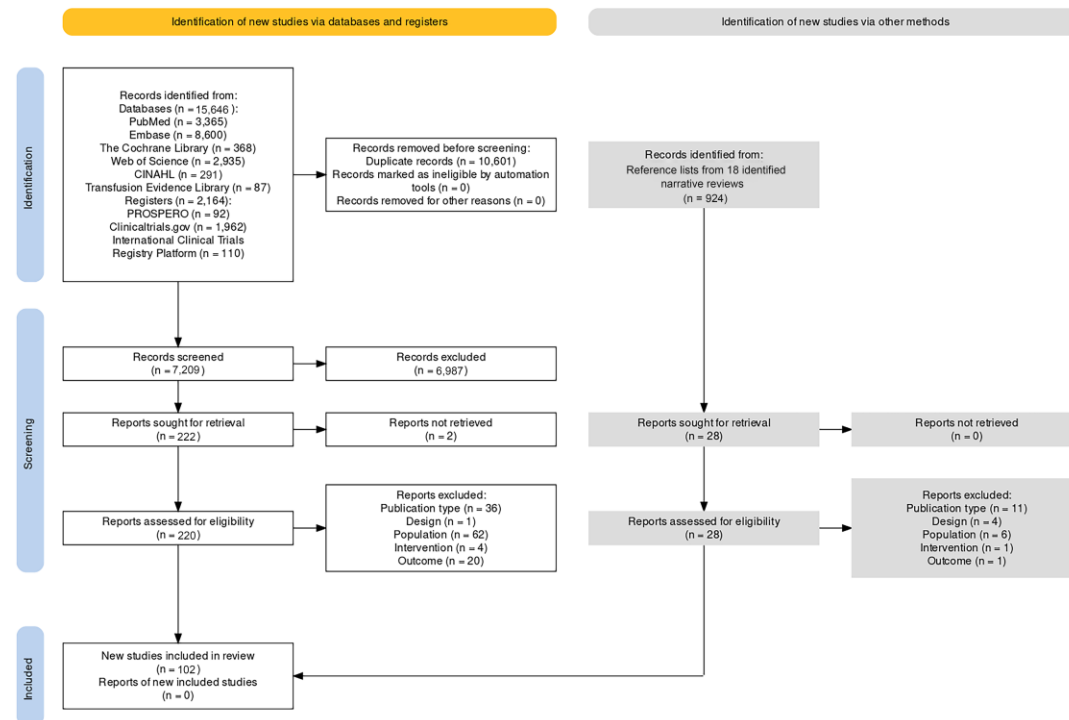 Identification of new studies via databases and registers
Identification of new studies via other methods
Identification
Records identified from:
Databases (n = 15,646 ):
PubMed (n = 3,365)
Embase (n = 8,600)
The Cochrane Library (n = 368)
Web of Science (n = 2,935)
CINAHL (n = 291)
Transfusion Evidence Library (n = 87)
Registers (n = 2,164):
PROSPERO (n = 92)
Clinicaltrials.gov (n = 1,962)
International Clinical Trials
Registry Platform (n = 110)
Records removed before screening:
Duplicate records (n = 10,601)
Records marked as ineligible by automation
tools (n = 0)
Records removed for other reasons (n = 0)
Records identified from:
Reference lists from 18 identified
narrative reviews
(n = 924)
Screening
Records screened
(n = 7,209)
Records excluded
(n = 6,987)
Reports sought for retrieval
(n = 222)
Reports not retrieved
(n = 2)
Reports sought for retrieval
(n = 28)
Reports not retrieved
(n = 0)
Reports assessed for eligibility
(n = 220)
Reports excluded:
Publication type (n = 36)
Design (n = 1)
Population (n = 62)
Intervention (n = 4)
Outcome (n = 20)
Reports assessed for eligibility
(n = 28)
Reports excluded:
Publication type (n = 11)
Design (n = 4)
Population (n = 6)
Intervention (n = 1)
Outcome (n = 1)
Included
New studies included in review
(n = 102)
Reports of new included studies
(n = 0)